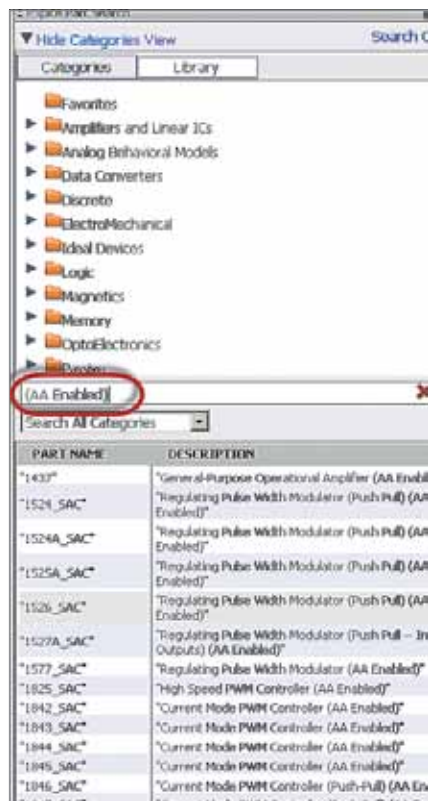 PSpice Part Search
Hide Categories View Search O
Categories Library
Favorites
Amplifiers and Linear ICs
Analog Behavioral Models
Data Converters
Discrete
ElectroMechanical
Ideal Devices
Logic
Magnetics
Memory
OptoElectronics
(AA Enabled)
Search All Categories
PART NAME DESCRIPTION
"1437" "General-Purpose Operational Amplifier (AA Enabl
"1524_SAC" "Regulating Pulse Width Modulator (Push Pull) (AA
Enabled)"
"1524A_SAC" "Regulating Pulse Width Modulator (Push Pull) (AA
Enabled)"
"1525A_SAC" "Regulating Pulse Width Modulator (Push Pull) (AA
Enabled)"
"1526_SAC" "Regulating Pulse Width Modulator (Push Pull) (AA
Enabled)"
"1527A_SAC" "Regulating Pulse Width Modulator (Push Pull -- In
Outputs) (AA Enabled)"
"1577_SAC" "Regulating Pulse Width Modulator (AA Enabled)"
"1825_SAC" "High Speed PWM Controller (AA Enabled)"
"1842_SAC" "Current Mode PWM Controller (AA Enabled)"
"1843_SAC" "Current Mode PWM Controller (AA Enabled)"
"1844_SAC" "Current Mode PWM Controller (AA Enabled)"
"1845_SAC" "Current Mode PWM Controller (AA Enabled)"
"1846_SAC" "Current Mode PWM Controller (Push-Pull) (AA En